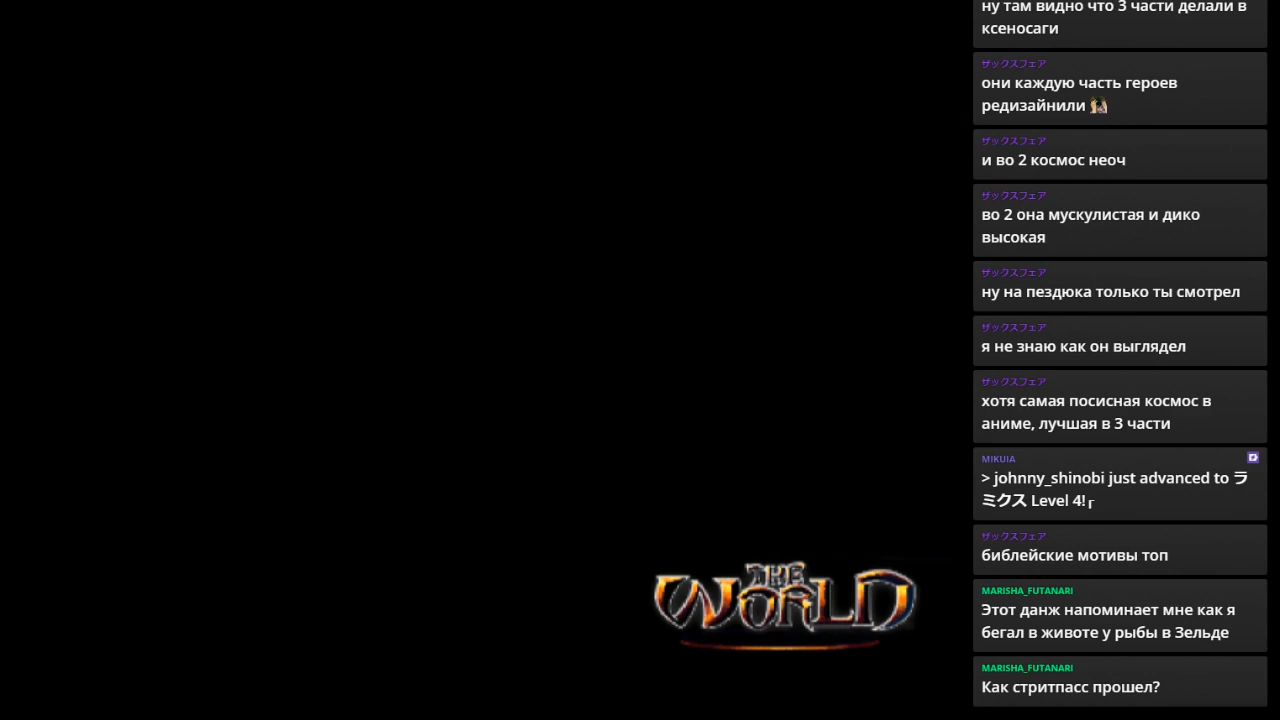 ну там видно что 3 части делали в
ксеносаги
ザックスフェア
они каждую часть героев
редизайнили
ザックスフェア
и во 2 космос неоч
ザックスフェア
во 2 она мускулистая и дико
высокая
ザックスフェア
ну на пездюка только ты смотрел
ザックスフェア
я не знаю как он выглядел
ザックスフェア
хотя самая посисная космос в
аниме, лучшая в 3 части
MIKUIA
> johnny_shinobi just advanced to ラ
ミクス Level 4!┌
ザックスフェア
библейские мотивы топ
MARISHA_FUTANARI
Этот данж напоминает мне как я
бегал в животе у рыбы в Зельде
MARISHA_FUTANARI
Как стритпасс прошел?
THE
WORLD